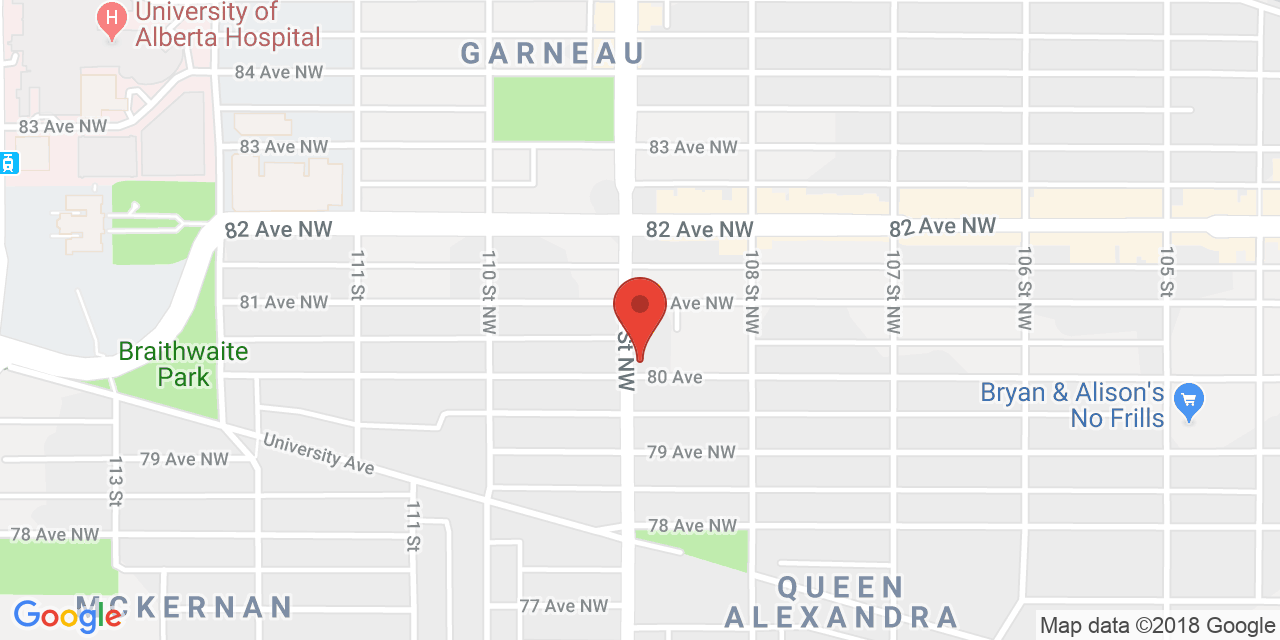 H
University of
Alberta Hospital
GARNEAU
84 Ave NW
83 Ave NW
83 Ave NW
83 Ave NW
82 Ave NW
82 Ave NW
82 Ave NW
111 St
110 St NW
108 St NW
107 St NW
106 St NW
105 St
81 Ave NW
Ave NW
St NW
Braithwaite
Park
80 Ave
Bryan & Alison's
No Frills
University Ave
79 Ave NW
79 Ave NW
113 St
111 St
78 Ave NW
78 Ave NW
77 Ave NW
MCKERNAN
QUEEN
ALEXANDRA
Google
Map data ©2018 Google